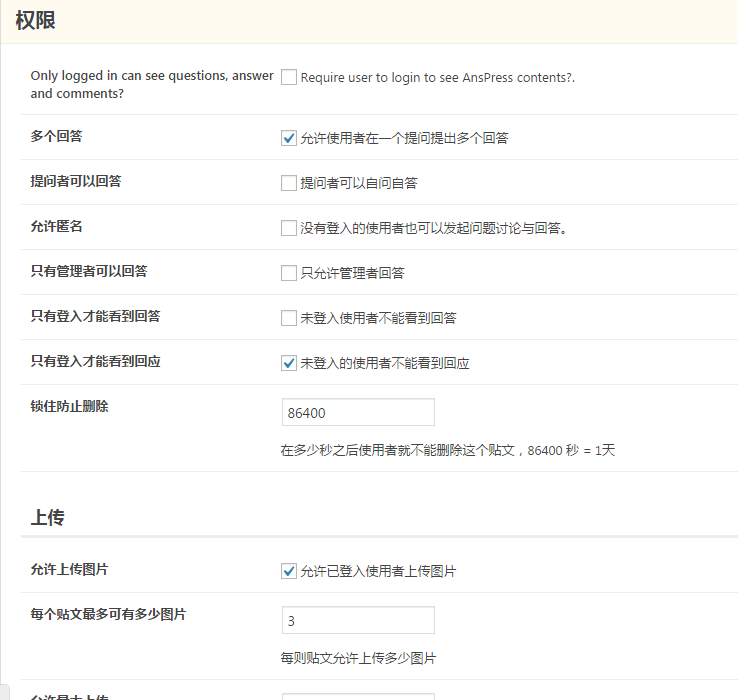 权限
Only logged in can see questions, answer
and comments?
Require user to login to see AnsPress contents?.
多个回答
允许使用者在一个提问提出多个回答
提问者可以回答
提问者可以自问自答
允许匿名
没有登入的使用者也可以发起问题讨论与回答。
只有管理者可以回答
只允许管理者回答
只有登入才能看到回答
未登入使用者不能看到回答
只有登入才能看到回应
未登入的使用者不能看到回应
锁住防止删除
86400
在多少秒之后使用者就不能删除这个贴文，86400 秒 = 1天
上传
允许上传图片
允许已登入使用者上传图片
每个贴文最多可有多少图片
3
每则贴文允许上传多少图片